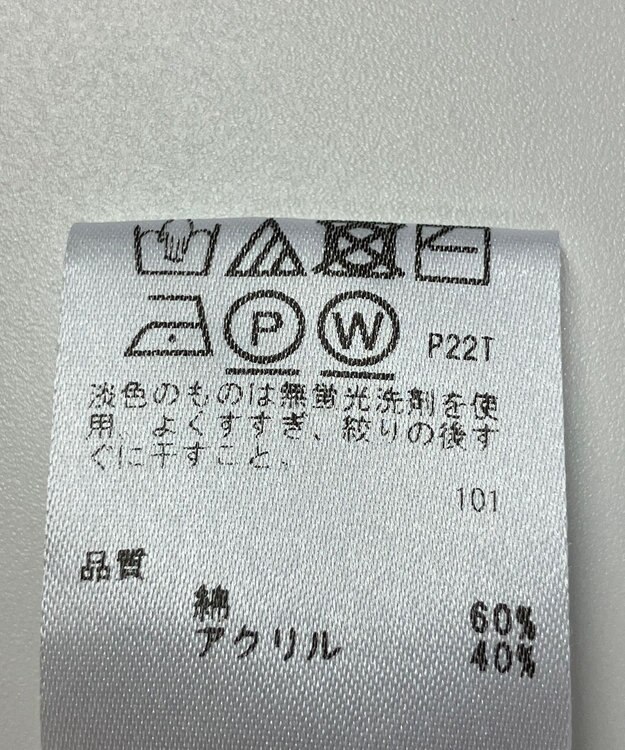 P W P22T
淡色のものは無蛍光洗剤を使
用、よくすすぎ、絞りの後す
ぐに干すこと、
101
品質
綿 60%
アクリル 40%